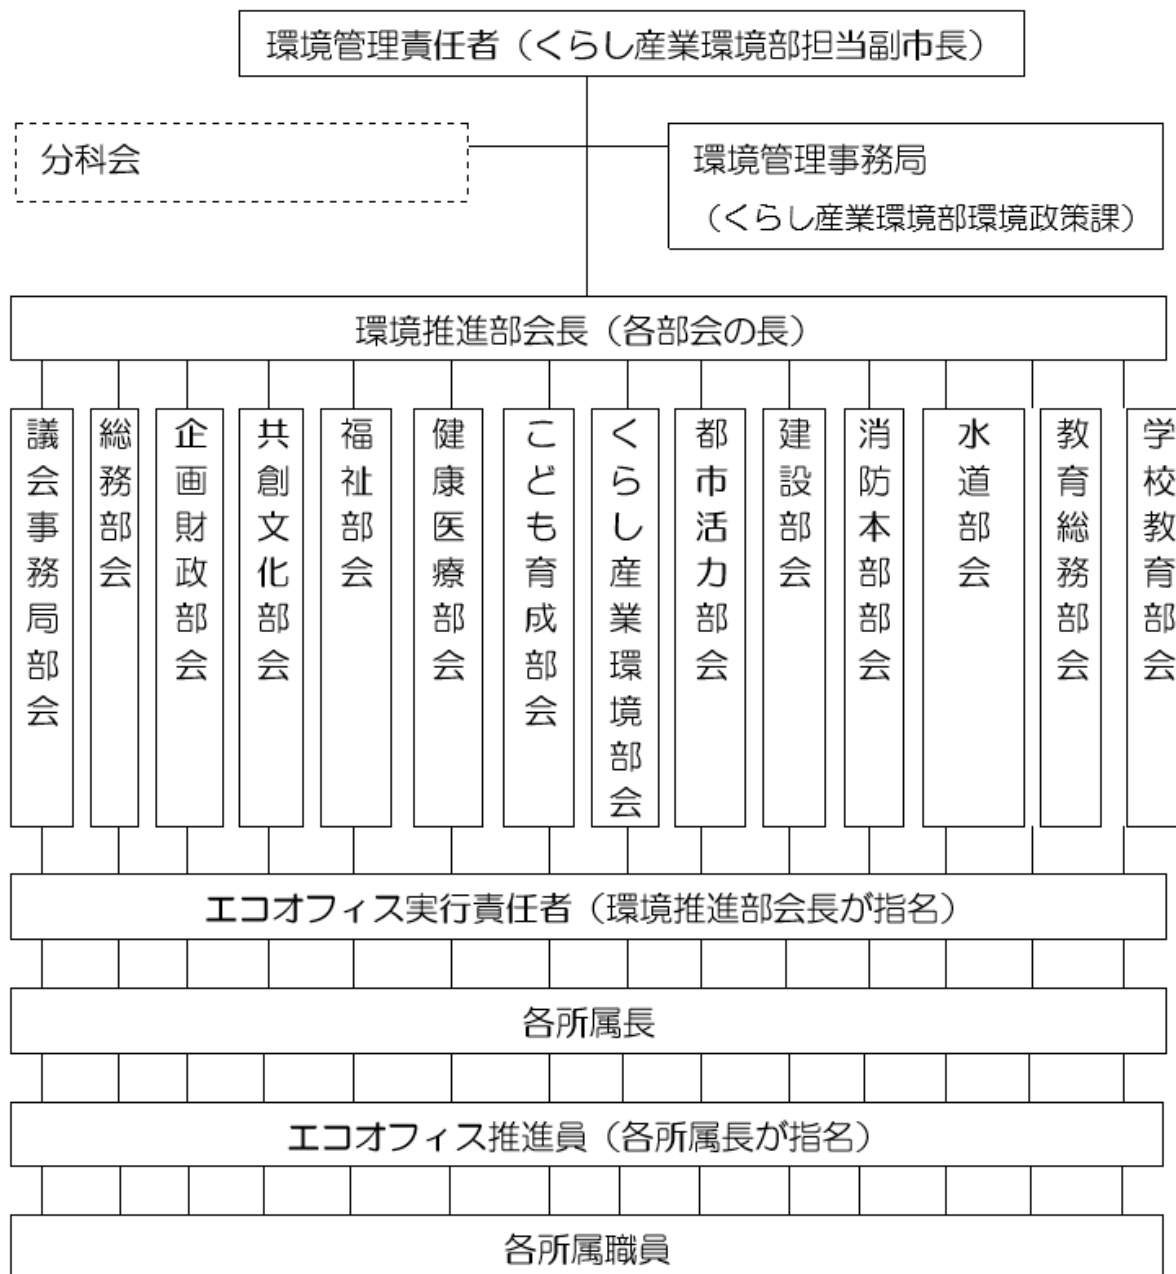 環境管理責任者（くらし産業環境部担当副市長）
分科会
環境管理事務局
（くらし産業環境部環境政策課）
環境推進部会長（各部会の長）
議会事務局部会
総務部会
企画財政部会
共創文化部会
福祉部会
健康医療部会
こども育成部会
くらし産業環境部会
都市活力部会
建設部会
消防本部部会
水道部会
教育総務部会
学校教育部会
エコオフィス実行責任者（環境推進部会長が指名）
各所属長
エコオフィス推進員（各所属長が指名）
各所属職員